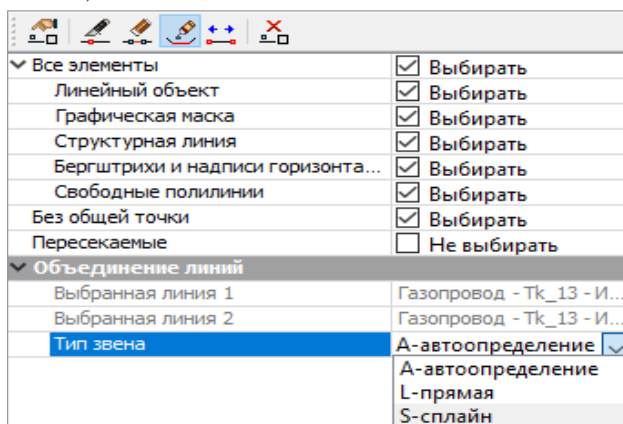 Все элементы Выбирать
Линейный объект Выбирать
Графическая маска Выбирать
Структурная линия Выбирать
Бергштрихи и надписи горизонта... Выбирать
Свободные полилинии Выбирать
Без общей точки Выбирать
Пересекаемые Не выбирать
Объединение линий
Выбранная линия 1 Газопровод - Tk_13 - И...
Выбранная линия 2 Газопровод - Tk_13 - И...
Тип звена А-автоопределение
А-автоопределение
L-прямая
S-сплайн